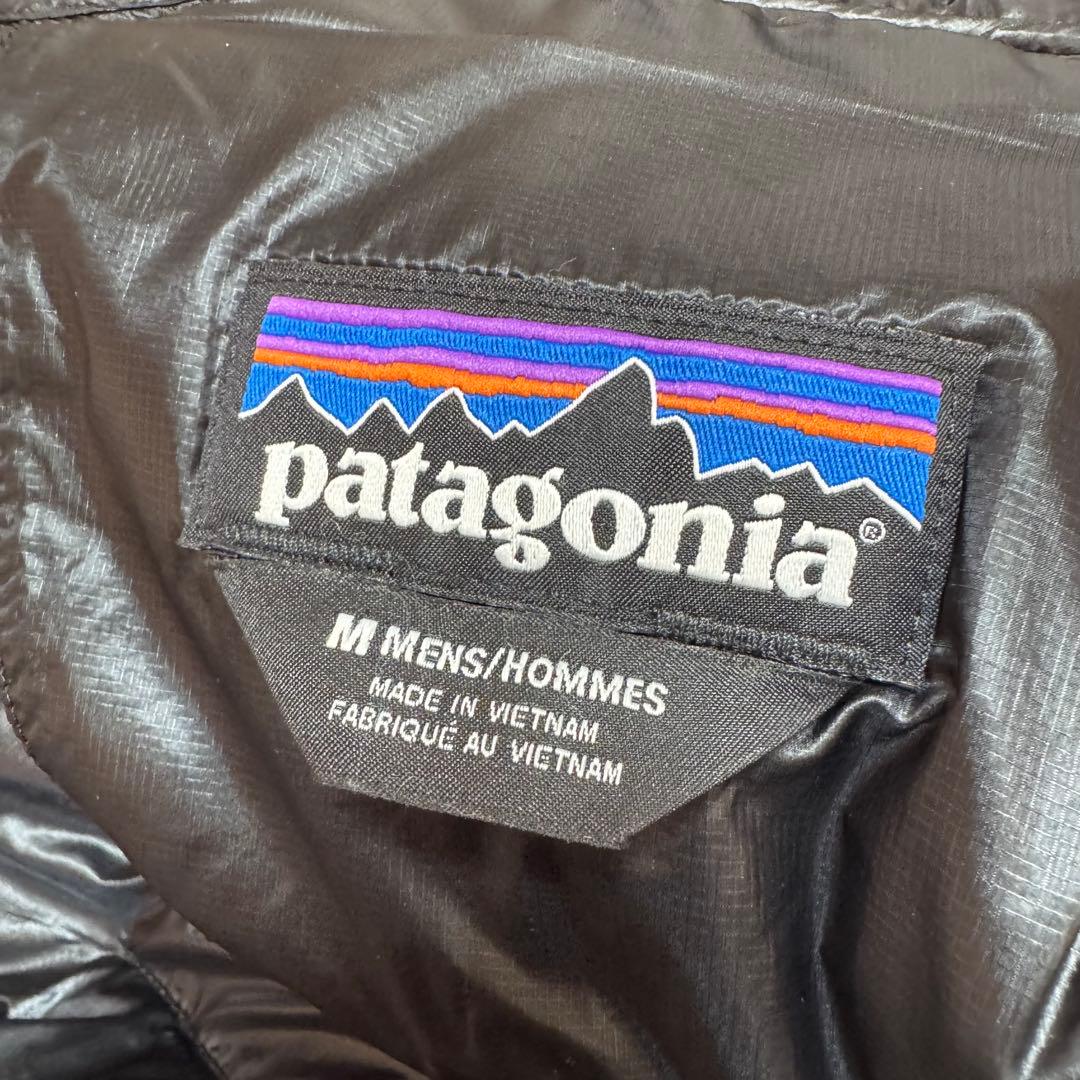 patagonia®
M MENS/HOMMES
MADE IN VIETNAM
FABRIQUÉ AU VIETNAM